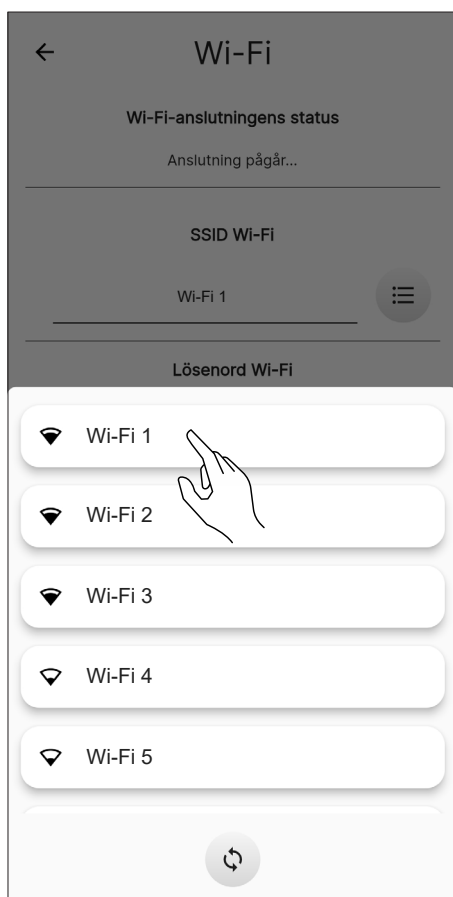 Wi-Fi
Wi-Fi-anslutningens status
Anslutning pågår...
SSID Wi-Fi
Wi-Fi 1
Lösenord Wi-Fi
Wi-Fi 1
Wi-Fi 2
Wi-Fi 3
Wi-Fi 4
Wi-Fi 5